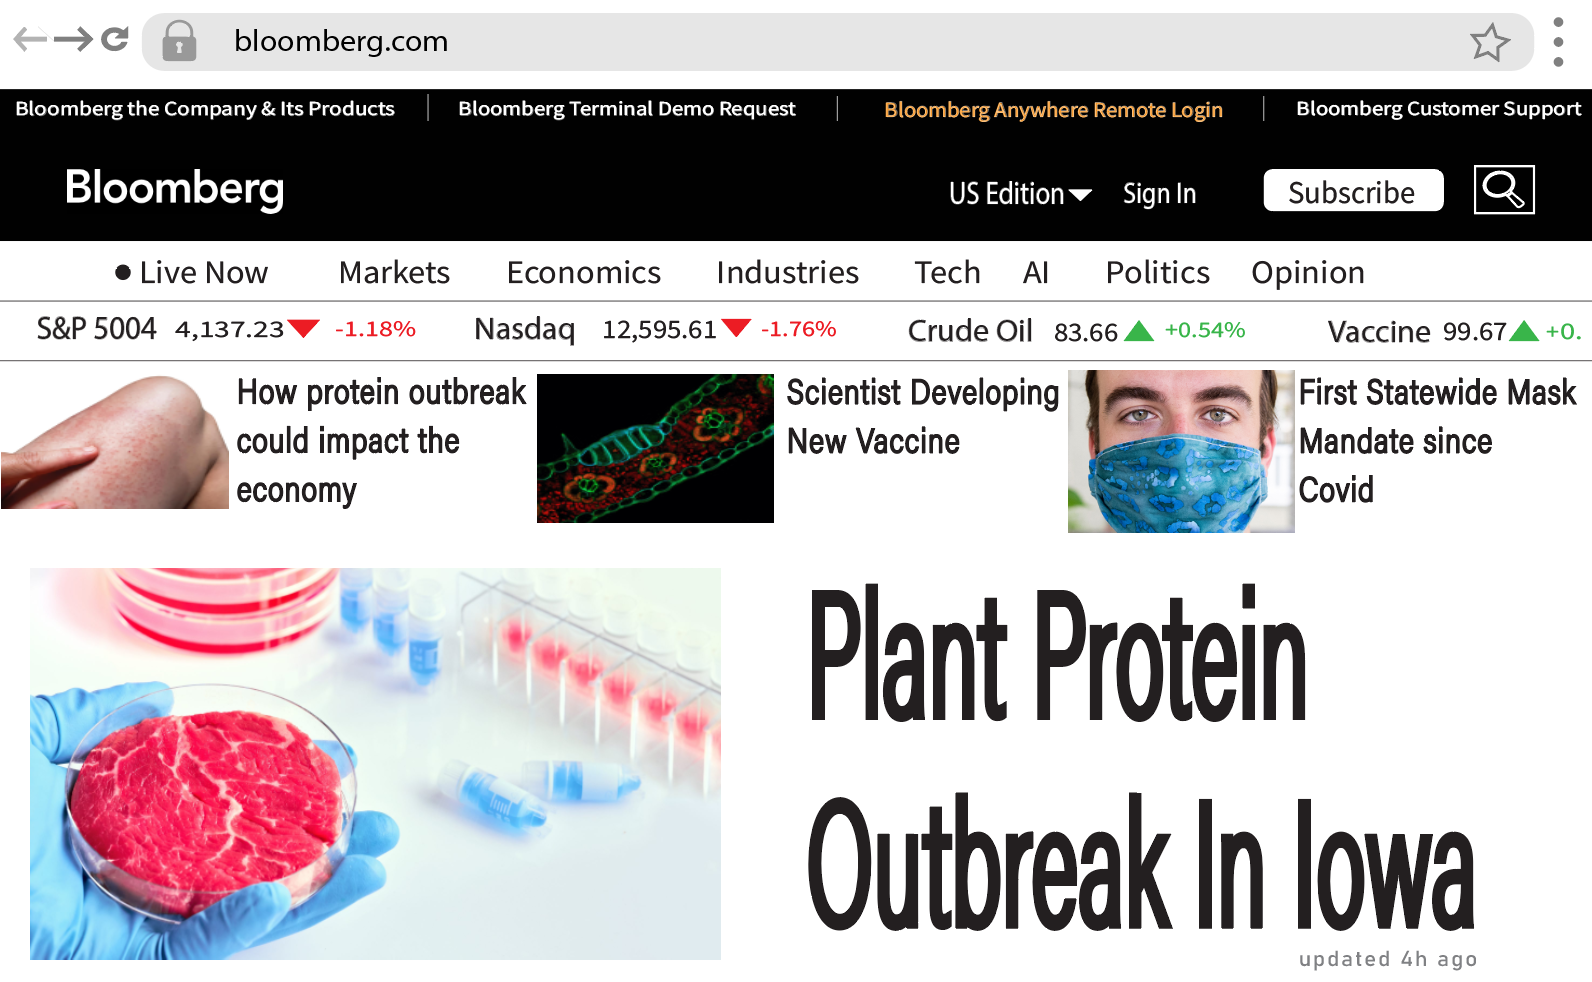 bloomberg.com
Bloomberg the Company & Its Products
Bloomberg Terminal Demo Request
Bloomberg Anywhere Remote Login
Bloomberg Customer Support
Bloomberg
US Edition
Sign In
Subscribe
Live Now
Markets
Economics
Industries
Tech
AI
Politics
Opinion
S&P 5004 4,137.23 -1.18%
Nasdaq 12,595.61 -1.76%
Crude Oil 83.66 +0.54%
Vaccine 99.67 +0.
How protein outbreak
could impact the
economy
Scientist Developing
New Vaccine
First Statewide Mask
Mandate since
Covid
Plant Protein
Outbreak In Iowa
updated 4h ago